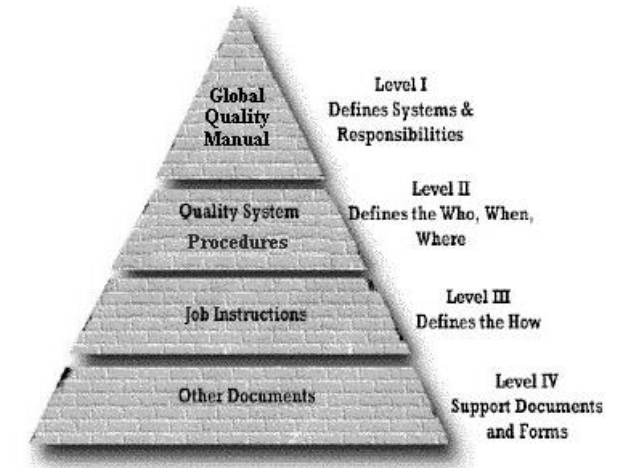 Global
Quality
Manual
Level I
Defines Systems &
Responsibilities
Quality System
Procedures
Level II
Defines the Who, When,
Where
Job Instructions
Level III
Defines the How
Other Documents
Level IV
Support Documents
and Forms